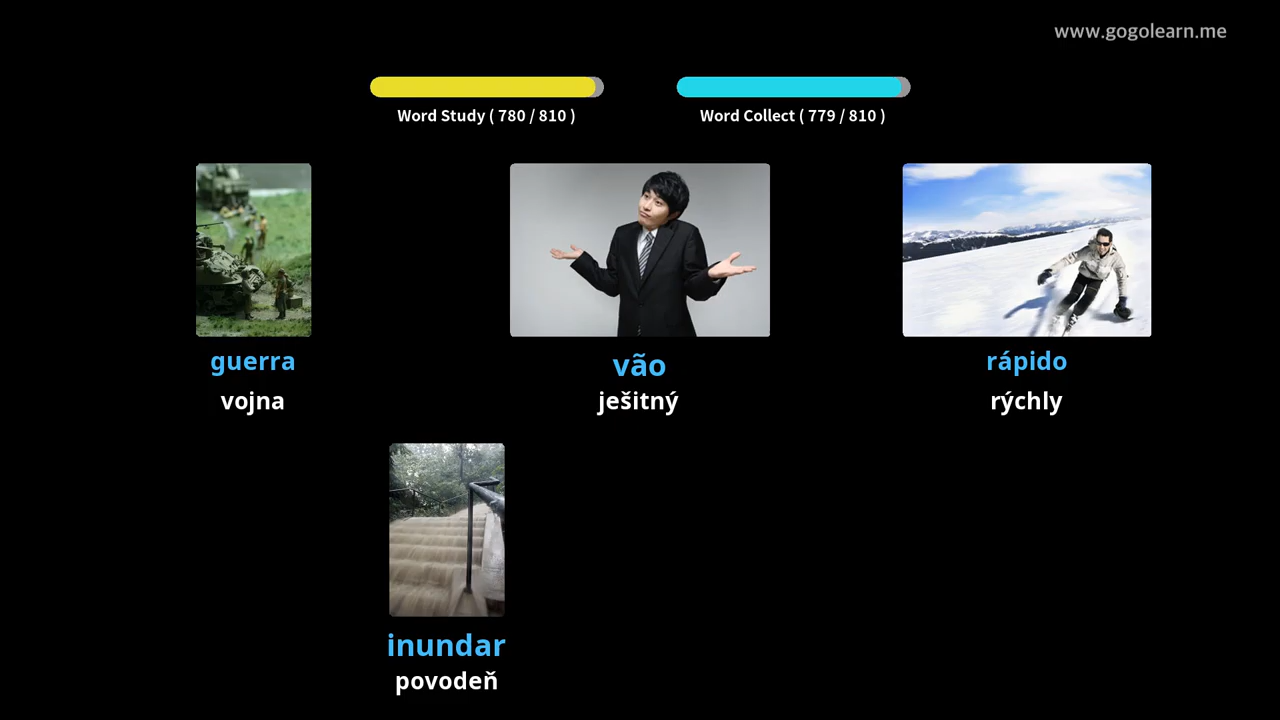 www.gogolearn.me
Word Study ( 780 / 810 )
Word Collect ( 779 / 810 )
guerra
vojna
vão
ješitný
rápido
rýchly
inundar
povodeň